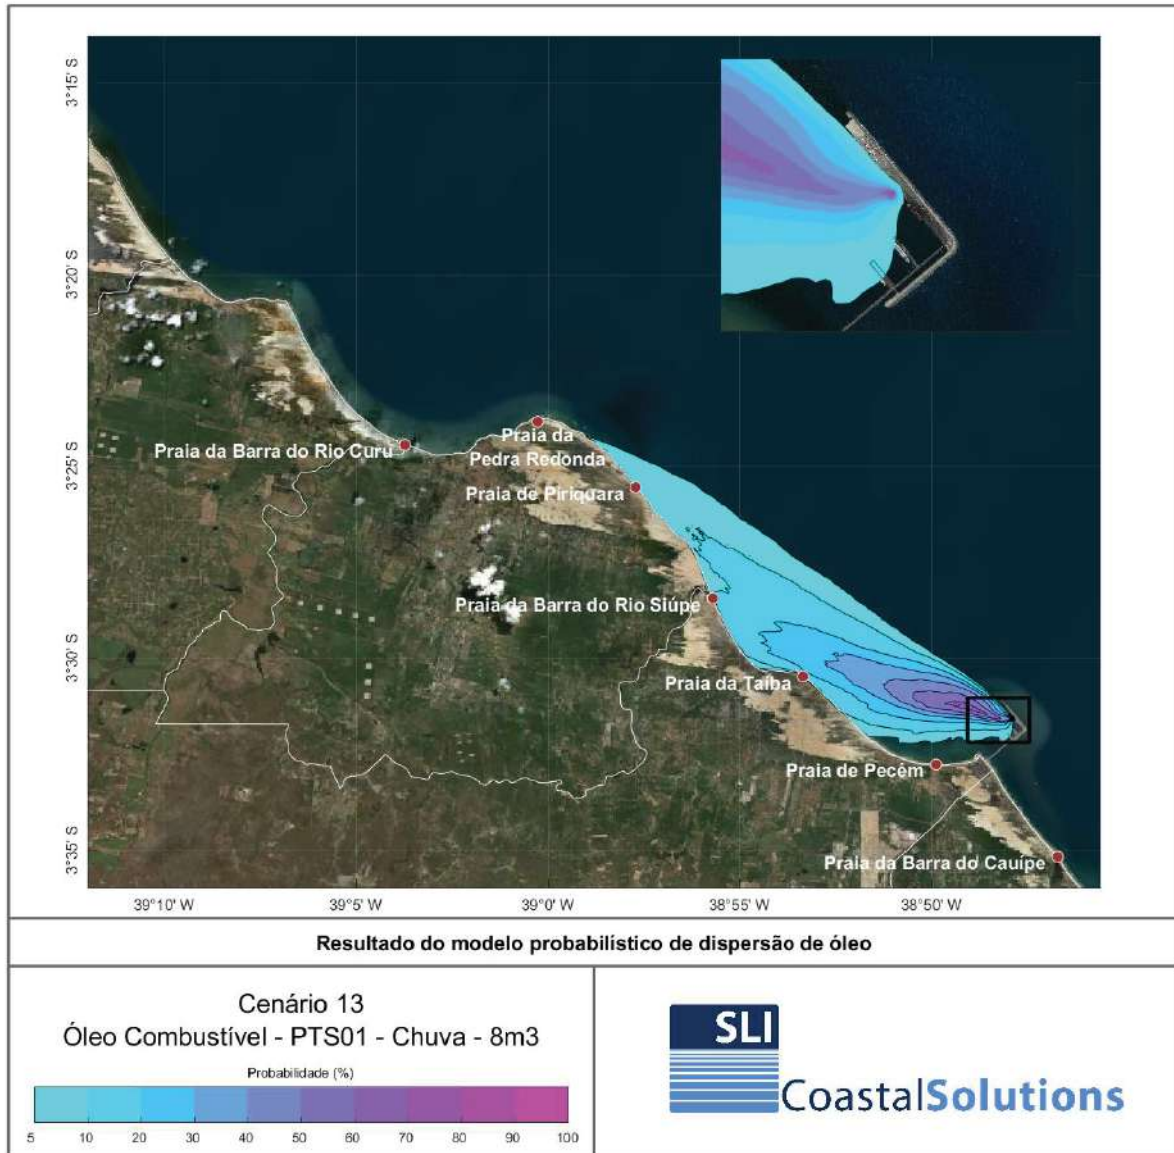 3°15' S
3°20' S
3°25' S
3°30' S
3°35' S
Praia da Barra do Rio Curu
Praia da
Pedra Redonda
Praia de Piriquara
Praia da Barra do Rio Siúpe
Praia da Taíba
Praia de Pecém
Praia da Barra do Cauípe
39°10' W
39°5' W
39°0' W
38°55' W
38°50' W
Resultado do modelo probabilístico de dispersão de óleo
Cenário 13
Óleo Combustível - PTS01 - Chuva - 8m3
Probabilidade (%)
5 10 20 30 40 50 60 70 80 90 100
SLI
CoastalSolutions